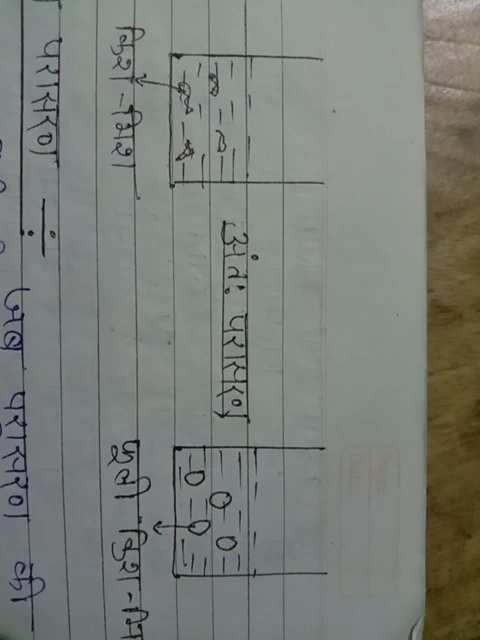 अंतः परासरण
किश-मिश
फूली किश-मि
परासरण :-
जब परासरण की